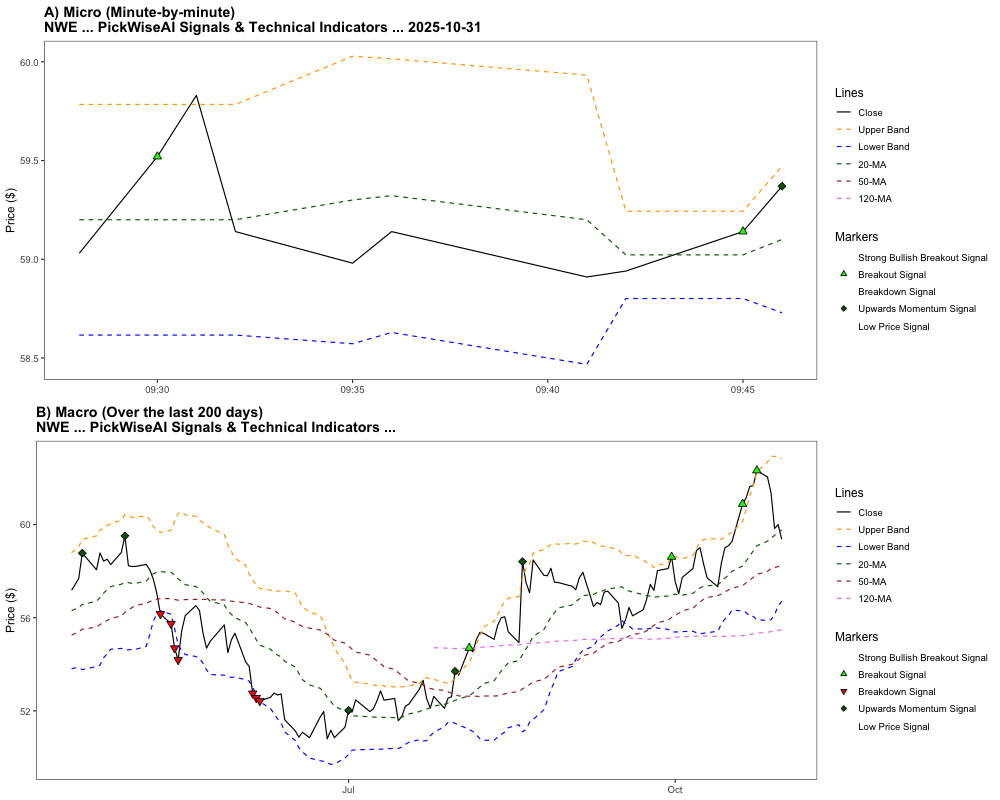 A) Micro (Minute-by-minute)
NWE ... PickWiseAI Signals & Technical Indicators ... 2025-10-31
Price ($)
60.0
59.5
59.0
58.5
09:30
09:35
09:40
09:45
Lines
Close
Upper Band
Lower Band
20-MA
50-MA
120-MA
Markers
Strong Bullish Breakout Signal
Breakout Signal
Breakdown Signal
Upwards Momentum Signal
Low Price Signal
B) Macro (Over the last 200 days)
NWE ... PickWiseAI Signals & Technical Indicators ...
Price ($)
60
56
52
Jul
Oct
Lines
Close
Upper Band
Lower Band
20-MA
50-MA
120-MA
Markers
Strong Bullish Breakout Signal
Breakout Signal
Breakdown Signal
Upwards Momentum Signal
Low Price Signal